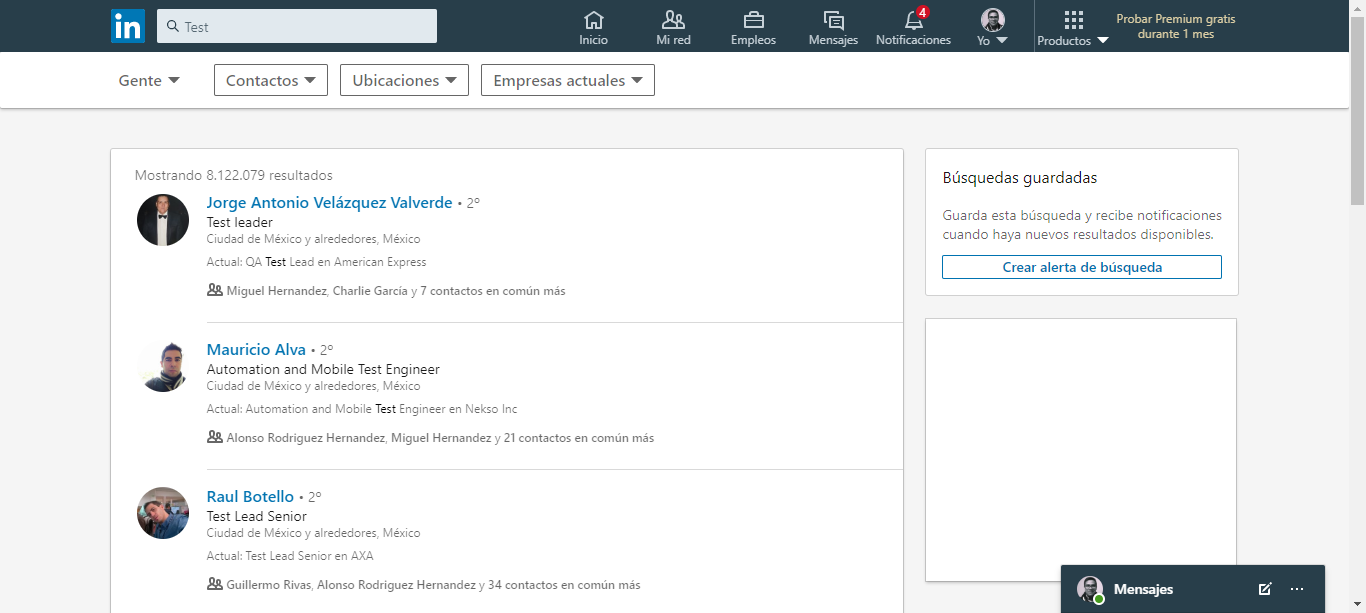 in
Test
Inicio
Mi red
Empleos
Mensajes
4
Notificaciones
Yo
Productos
Probar Premium gratis
durante 1 mes
Gente
Contactos
Ubicaciones
Empresas actuales
Mostrando 8.122.079 resultados
Jorge Antonio Velázquez Valverde • 2º
Test leader
Ciudad de México y alrededores, México
Actual: QA Test Lead en American Express
Miguel Hernandez, Charlie García y 7 contactos en común más
Mauricio Alva • 2º
Automation and Mobile Test Engineer
Ciudad de México y alrededores, México
Actual: Automation and Mobile Test Engineer en Nekso Inc
Alonso Rodriguez Hernandez, Miguel Hernandez y 21 contactos en común más
Raul Botello • 2º
Test Lead Senior
Ciudad de México y alrededores, México
Actual: Test Lead Senior en AXA
Guillermo Rivas, Alonso Rodriguez Hernandez y 34 contactos en común más
Búsquedas guardadas
Guarda esta búsqueda y recibe notificaciones
cuando haya nuevos resultados disponibles.
Crear alerta de búsqueda
Mensajes